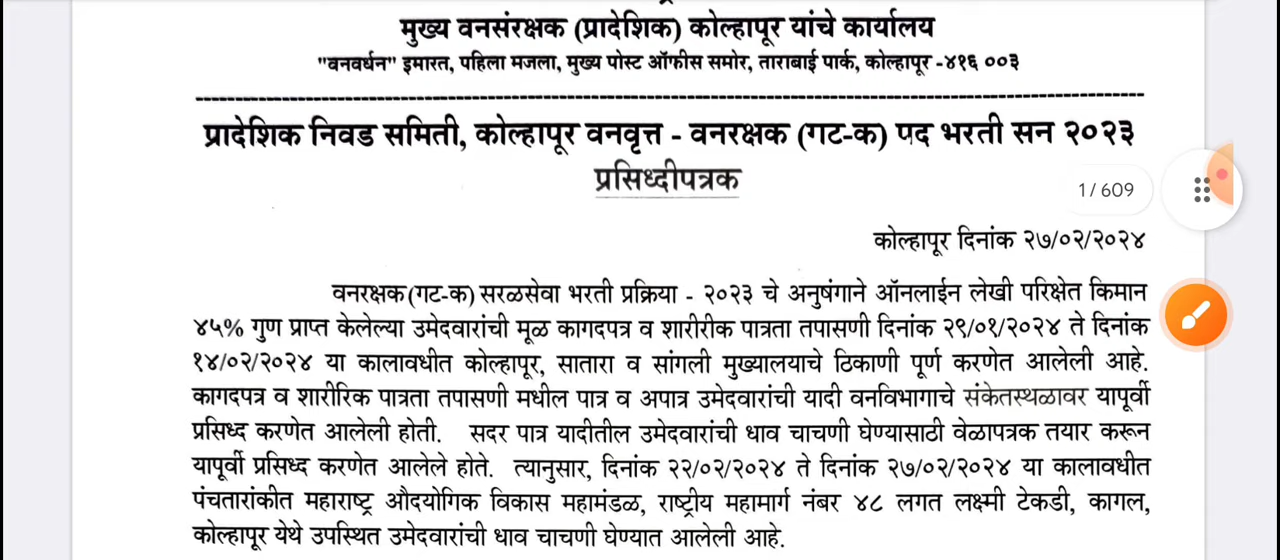 मुख्य वनसंरक्षक (प्रादेशिक) कोल्हापूर यांचे कार्यालय
"वनवर्धन" इमारत, पहिला मजला, मुख्य पोस्ट ऑफीस समोर, ताराबाई पार्क, कोल्हापूर -४१६ ००३
प्रादेशिक निवड समिती, कोल्हापूर वनवृत्त - वनरक्षक (गट-क) पद भरती सन २०२३
प्रसिध्दीपत्रक
1 / 609
कोल्हापूर दिनांक २७/०२/२०२४
वनरक्षक(गट-क) सरळसेवा भरती प्रक्रिया - २०२३ चे अनुषंगाने ऑनलाईन लेखी परिक्षेत किमान
४५% गुण प्राप्त केलेल्या उमेदवारांची मूळ कागदपत्र व शारीरीक पात्रता तपासणी दिनांक २९/०१/२०२४ ते दिनांक
१४/०२/२०२४ या कालावधीत कोल्हापूर, सातारा व सांगली मुख्यालयाचे ठिकाणी पूर्ण करणेत आलेली आहे.
कागदपत्र व शारीरिक पात्रता तपासणी मधील पात्र व अपात्र उमेदवारांची यादी वनविभागाचे संकेतस्थळावर यापूर्वी
प्रसिध्द करणेत आलेली होती. सदर पात्र यादीतील उमेदवारांची धाव चाचणी घेण्यासाठी वेळापत्रक तयार करून
यापूर्वी प्रसिध्द करणेत आलेले होते. त्यानुसार, दिनांक २२/०२/२०२४ ते दिनांक २७/०२/२०२४ या कालावधीत
पंचतारांकीत महाराष्ट्र औदयोगिक विकास महामंडळ, राष्ट्रीय महामार्ग नंबर ४८ लगत लक्ष्मी टेकडी, कागल,
कोल्हापूर येथे उपस्थित उमेदवारांची धाव चाचणी घेण्यात आलेली आहे.